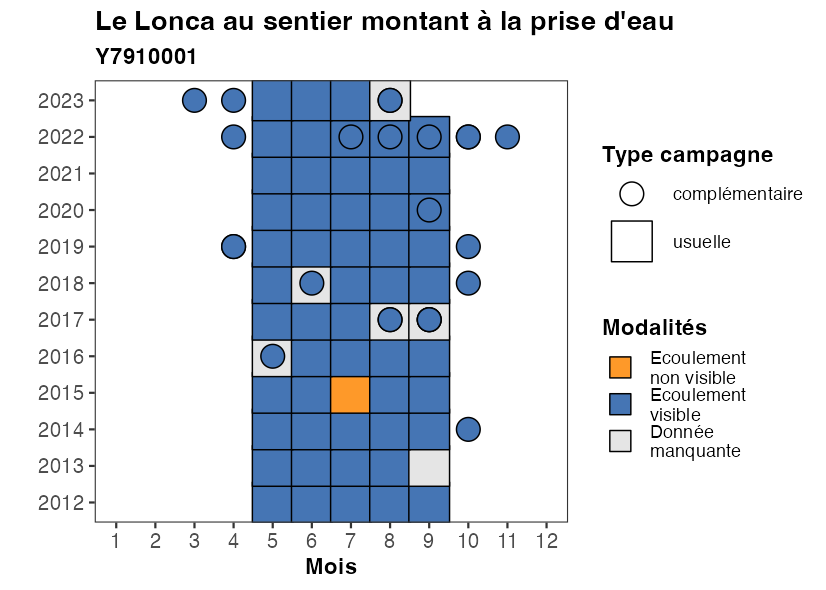 Le Lonca au sentier montant à la prise d'eau
Y7910001
2023
2022
2021
2020
2019
2018
2017
2016
2015
2014
2013
2012
1 2 3 4 5 6 7 8 9 10 11 12
Mois
Type campagne
complémentaire
usuelle
Modalités
Ecoulement
non visible
Ecoulement
visible
Donnée
manquante